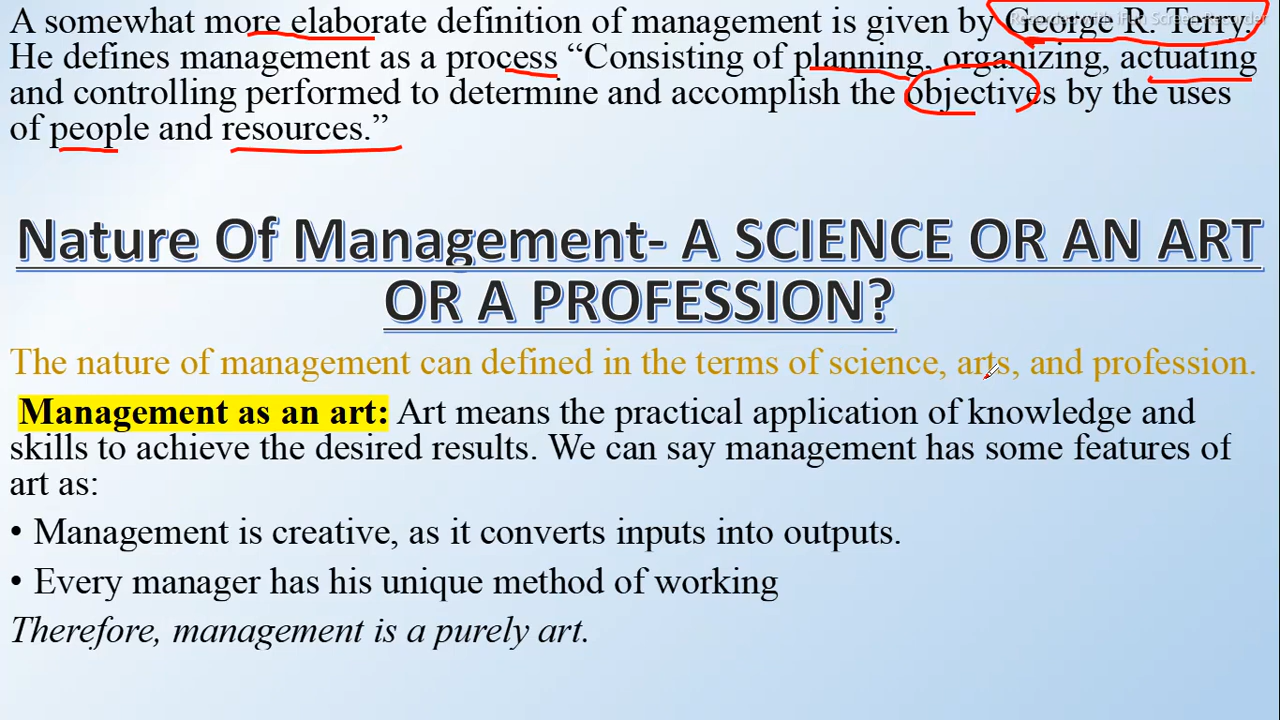 A somewhat more elaborate definition of management is given by George R. Terry.
Recorded with iFun Screen Recorder
He defines management as a process “Consisting of planning, organizing, actuating
and controlling performed to determine and accomplish the objectives by the uses
of people and resources.”
Nature Of Management- A SCIENCE OR AN ART
OR A PROFESSION?
The nature of management can defined in the terms of science, arts, and profession.
Management as an art: Art means the practical application of knowledge and
skills to achieve the desired results. We can say management has some features of
art as:
• Management is creative, as it converts inputs into outputs.
• Every manager has his unique method of working
Therefore, management is a purely art.